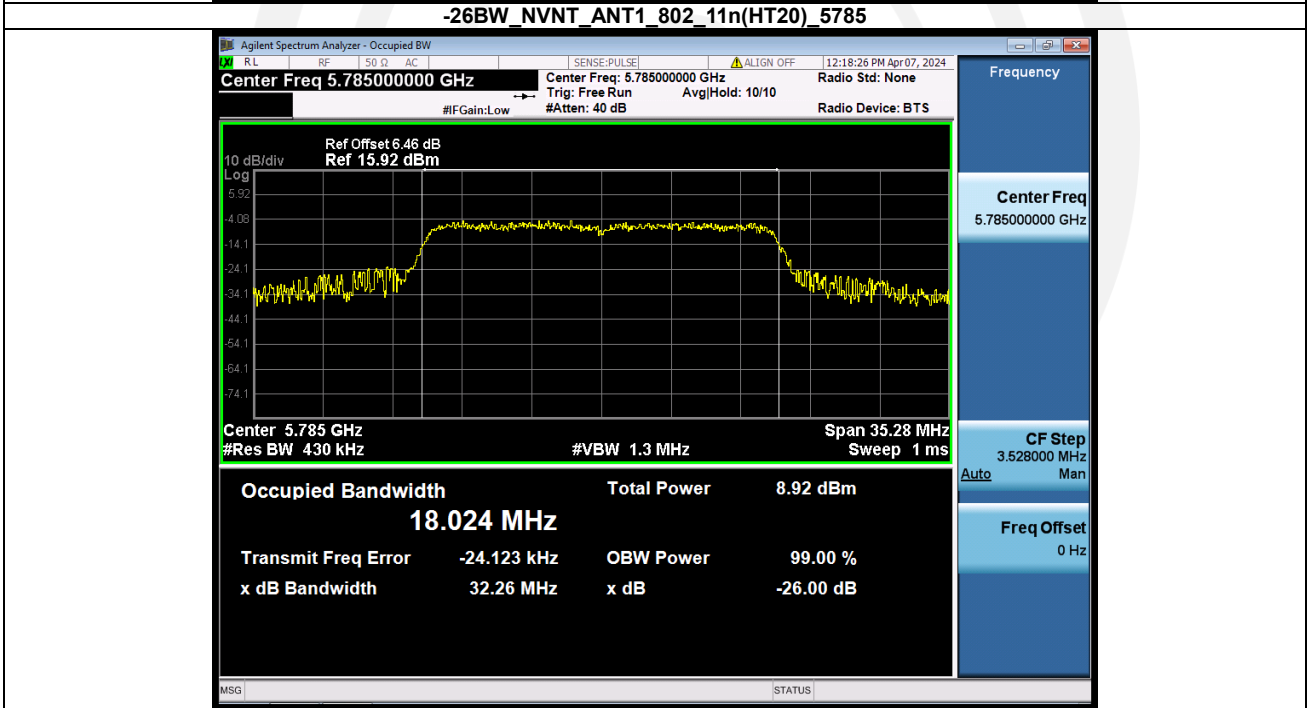 -26BW_NVNT_ANT1_802_11n(HT20)_5785
Agilent Spectrum Analyzer - Occupied BW
LXI RL RF 50 Ω AC SENSE:PULSE ALIGN OFF 12:18:26 PM Apr 07, 2024
Center Freq 5.785000000 GHz
Center Freq: 5.785000000 GHz
Radio Std: None
Trig: Free Run Avg|Hold: 10/10
#IFGain:Low
#Atten: 40 dB
Radio Device: BTS
Ref Offset 6.46 dB
10 dB/div Ref 15.92 dBm
Log
5.92
-4.08
-14.1
-24.1
-34.1
-44.1
-54.1
-64.1
-74.1
Center 5.785 GHz Span 35.28 MHz
#Res BW 430 kHz #VBW 1.3 MHz Sweep 1 ms
Occupied Bandwidth Total Power 8.92 dBm
18.024 MHz
Transmit Freq Error -24.123 kHz OBW Power 99.00 %
x dB Bandwidth 32.26 MHz x dB -26.00 dB
MSG STATUS
Frequency
Center Freq
5.785000000 GHz
CF Step
3.528000 MHz
Auto Man
Freq Offset
0 Hz